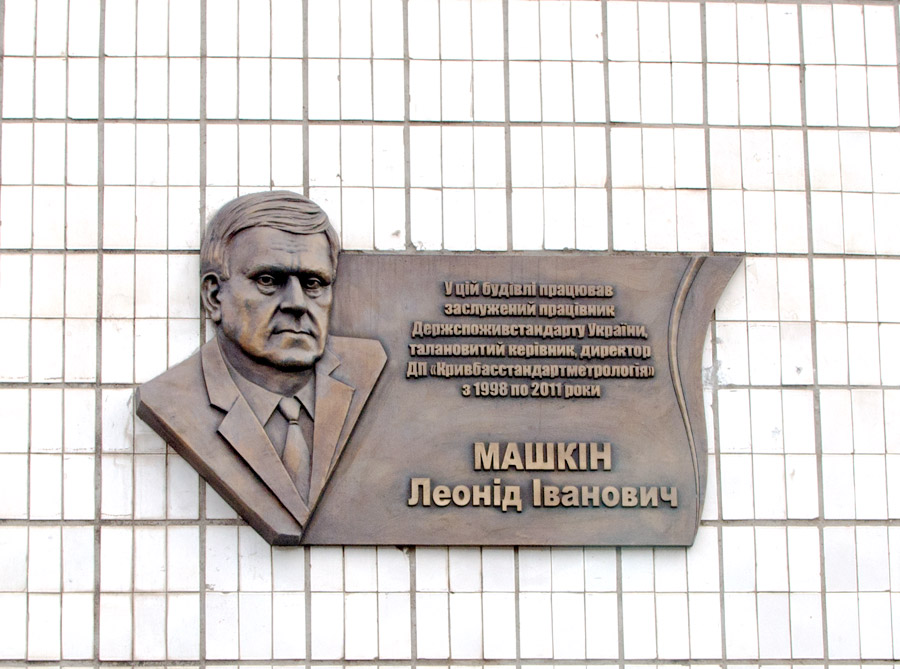 У цій будівлі працював
заслужений працівник
Держспоживстандарту України,
талановитий керівник, директор
ДП «Кривбасстандартметрологія»
з 1998 по 2011 роки
МАШКІН
Леонід Іванович